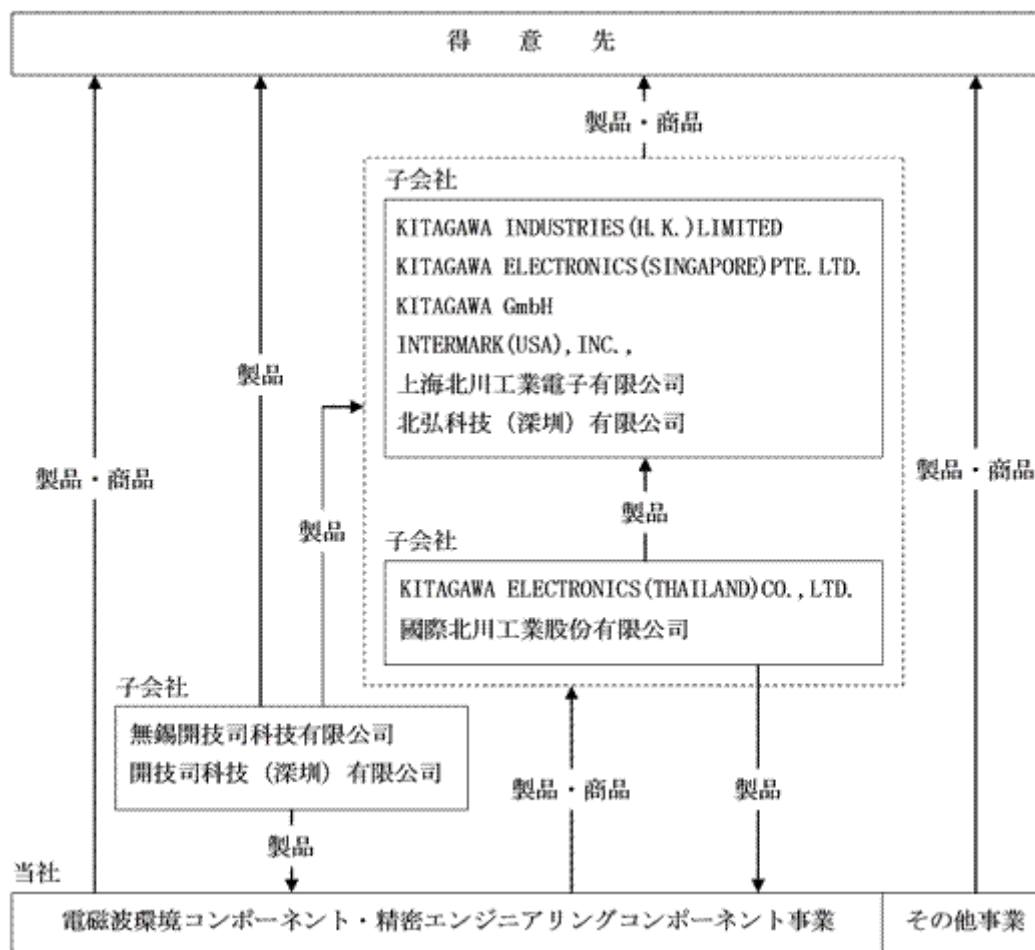 得 意 先
製品・商品
子会社
KITAGAWA INDUSTRIES(H.K.)LIMITED
KITAGAWA ELECTRONICS(SINGAPORE)PTE.LTD.
KITAGAWA GmbH
INTERMARK(USA),INC.,
上海北川工業電子有限公司
北弘科技（深圳）有限公司
製品
製品・商品
製品・商品
製品
製品
子会社
KITAGAWA ELECTRONICS(THAILAND)CO.,LTD.
國際北川工業股份有限公司
子会社
無錫開技司科技有限公司
開技司科技（深圳）有限公司
製品・商品
製品
製品
当社
電磁波環境コンポーネント・精密エンジニアリングコンポーネント事業
その他事業